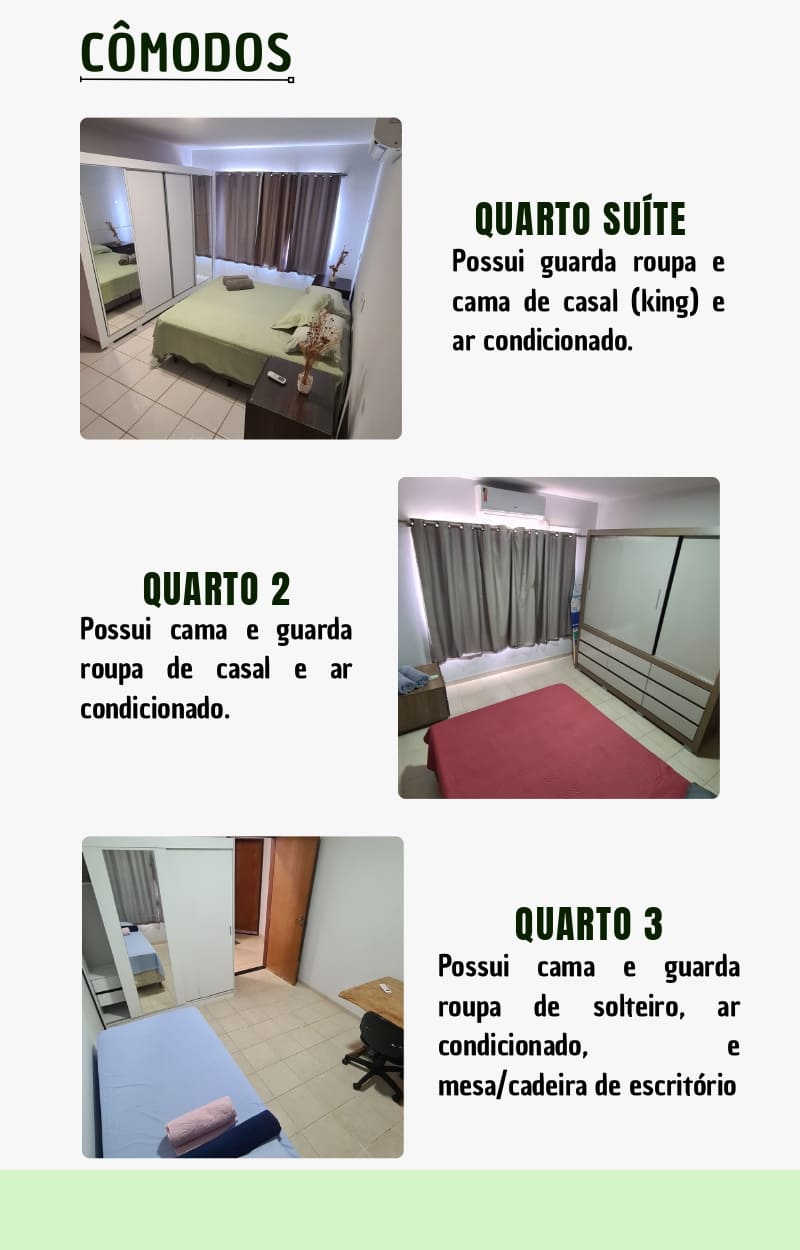 CÔMODOS
QUARTO SUÍTE
Possui guarda roupa e
cama de casal (king) e
ar condicionado.
QUARTO 2
Possui cama e guarda
roupa de casal e ar
condicionado.
QUARTO 3
Possui cama e guarda
roupa de solteiro, ar
condicionado, e
mesa/cadeira de escritório